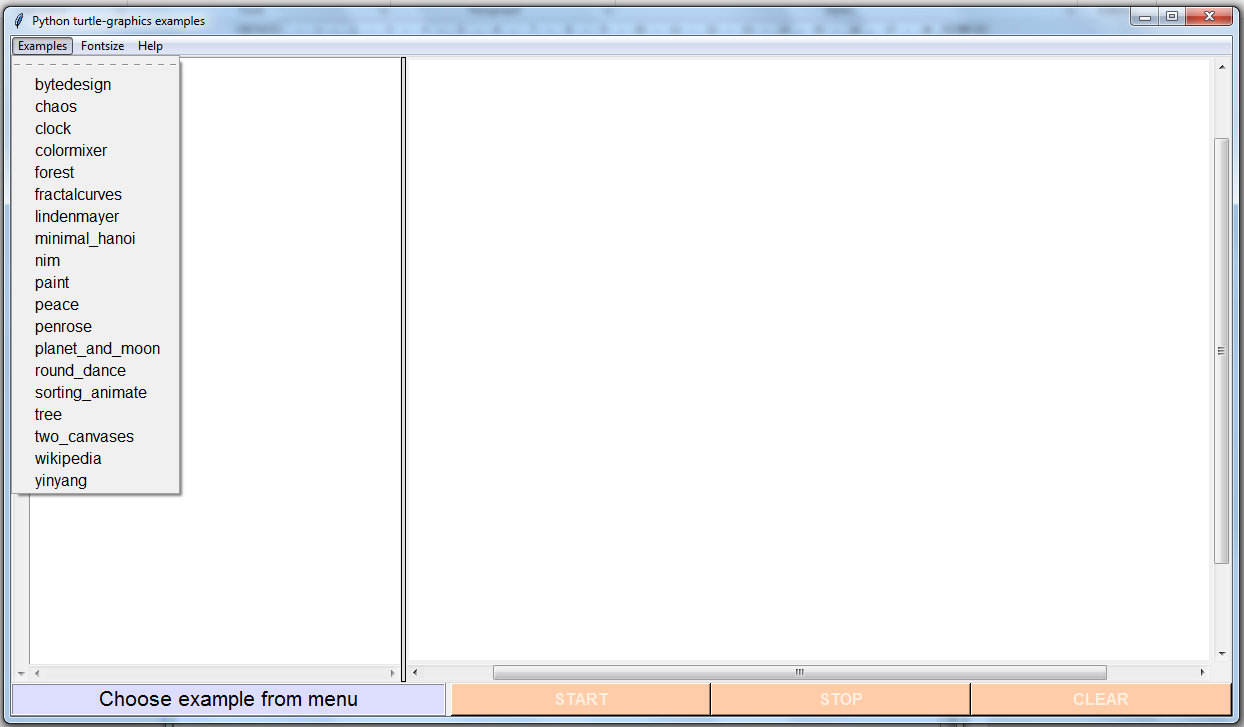 Python turtle-graphics examples
Examples Fontsize Help
bytedesign
chaos
clock
colormixer
forest
fractalcurves
lindenmayer
minimal_hanoi
nim
paint
peace
penrose
planet_and_moon
round_dance
sorting_animate
tree
two_canvases
wikipedia
yinyang
Choose example from menu START STOP CLEAR